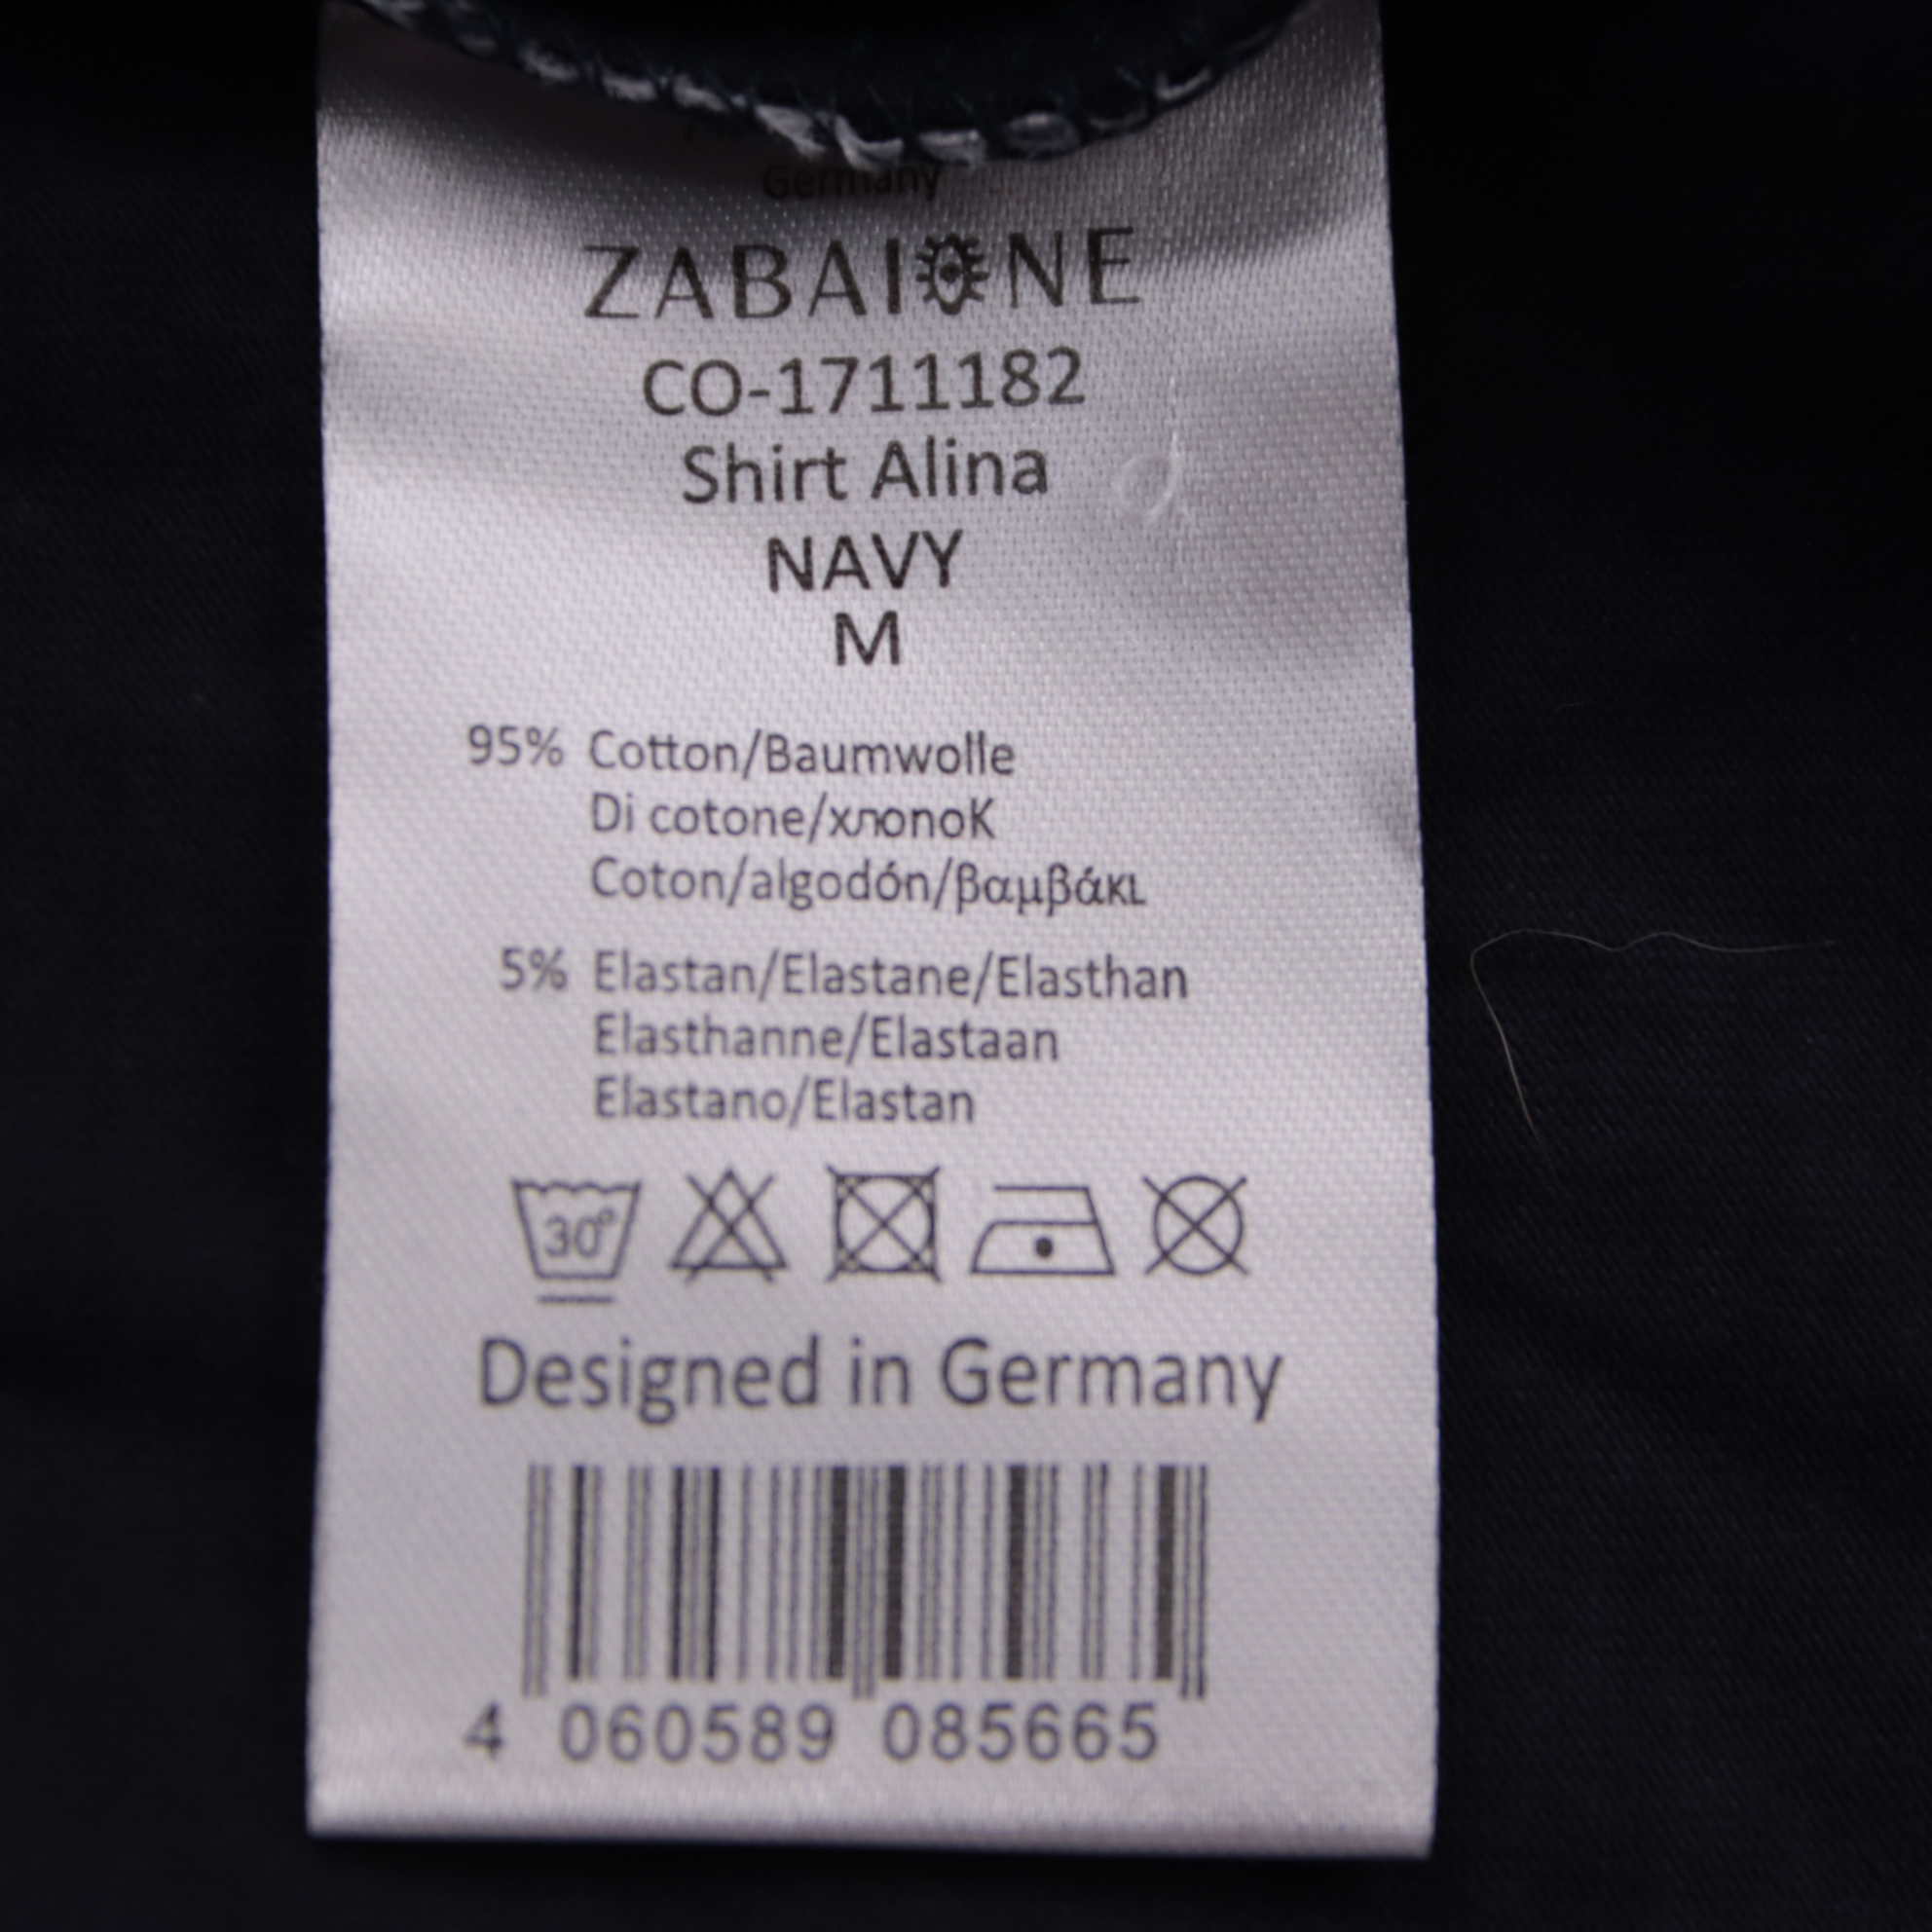 Germany
ZABAIONE
CO-1711182
Shirt Alina
NAVY
M
95% Cotton/Baumwolle
Di cotone/хлопоК
Coton/algodón/βαμβάκι
5% Elastan/Elastane/Elasthan
Elasthanne/Elastaan
Elastano/Elastan
30°
Designed in Germany
4 060589 085665